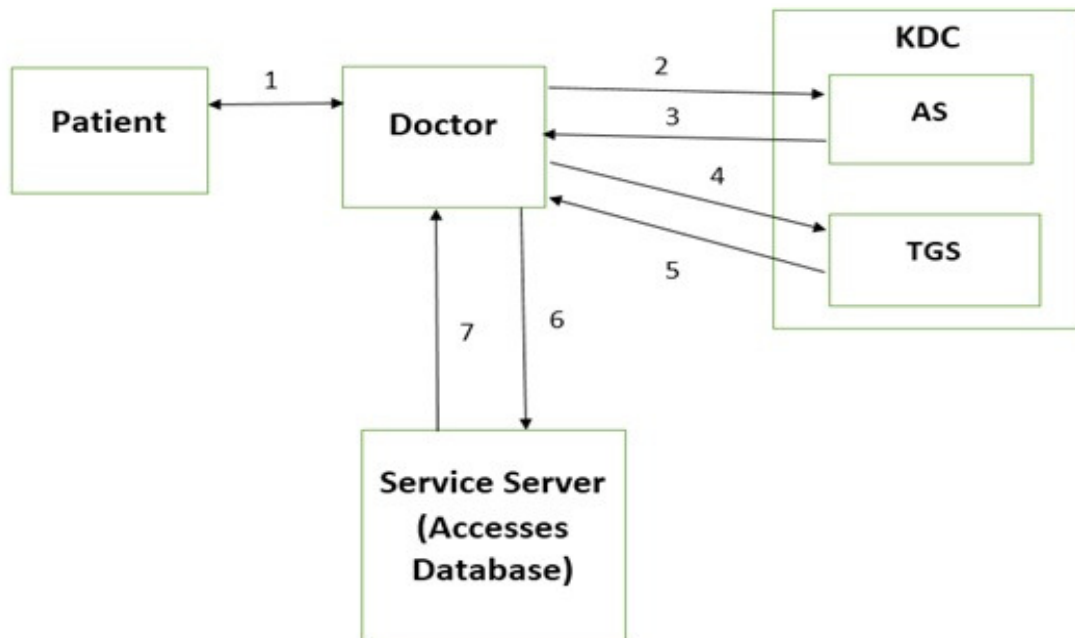 KDC
Patient
1
Doctor
2
3
AS
4
5
TGS
7
6
Service Server
(Accesses
Database)